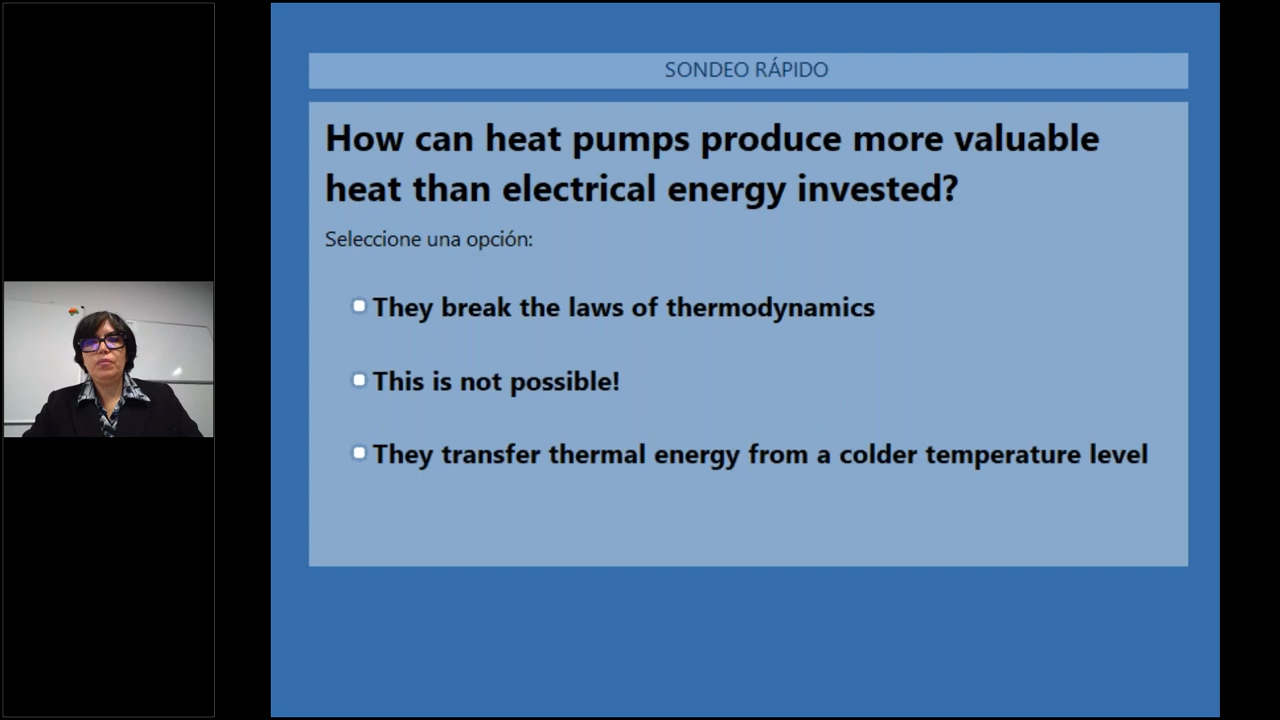 SONDEO RÁPIDO
How can heat pumps produce more valuable
heat than electrical energy invested?
Seleccione una opción:
They break the laws of thermodynamics
This is not possible!
They transfer thermal energy from a colder temperature level